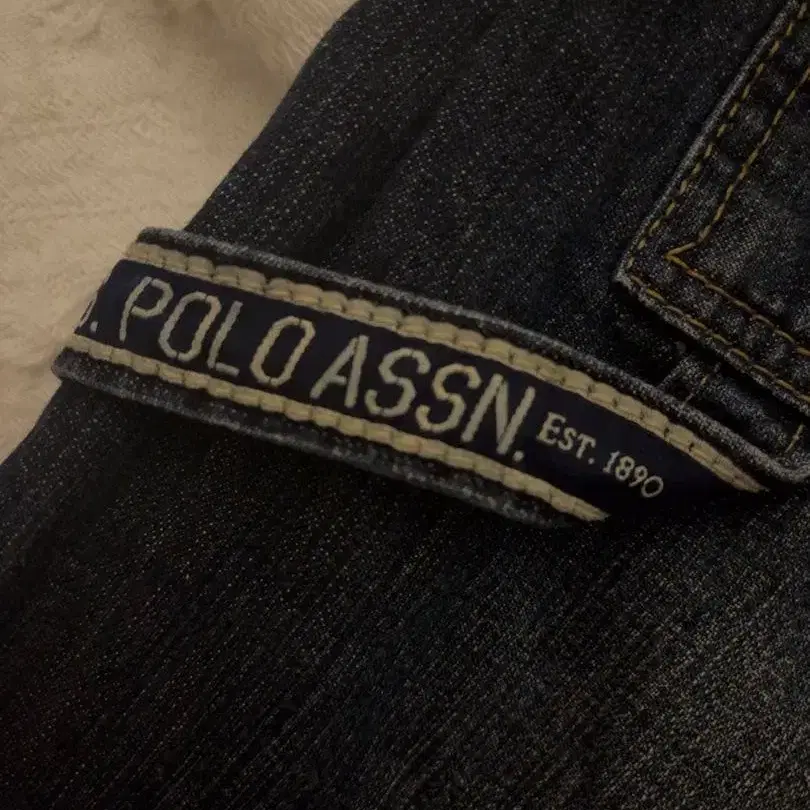 . POLO ASSN. EST. 1890